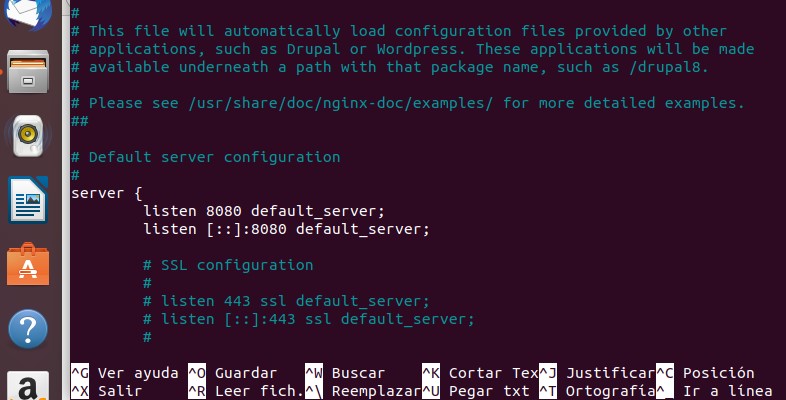 #
# This file will automatically load configuration files provided by other
# applications, such as Drupal or Wordpress. These applications will be made
# available underneath a path with that package name, such as /drupal8.
#
# Please see /usr/share/doc/nginx-doc/examples/ for more detailed examples.
##
# Default server configuration
#
server {
listen 8080 default_server;
listen [::]:8080 default_server;
# SSL configuration
#
# listen 443 ssl default_server;
# listen [::]:443 ssl default_server;
#
^G Ver ayuda ^O Guardar ^W Buscar ^K Cortar Tex^J Justificar^C Posición
^X Salir ^R Leer fich.^\ Reemplazar^U Pegar txt ^T Ortografía^_ Ir a línea